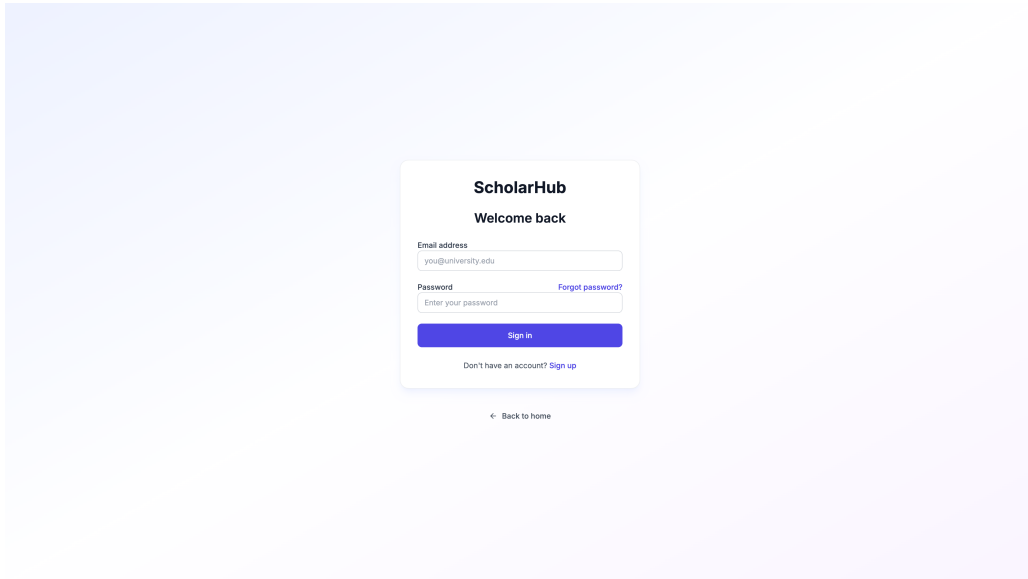 ScholarHub
Welcome back
Email address
you@university.edu
Password Forgot password?
Enter your password
Sign in
Don't have an account? Sign up
← Back to home